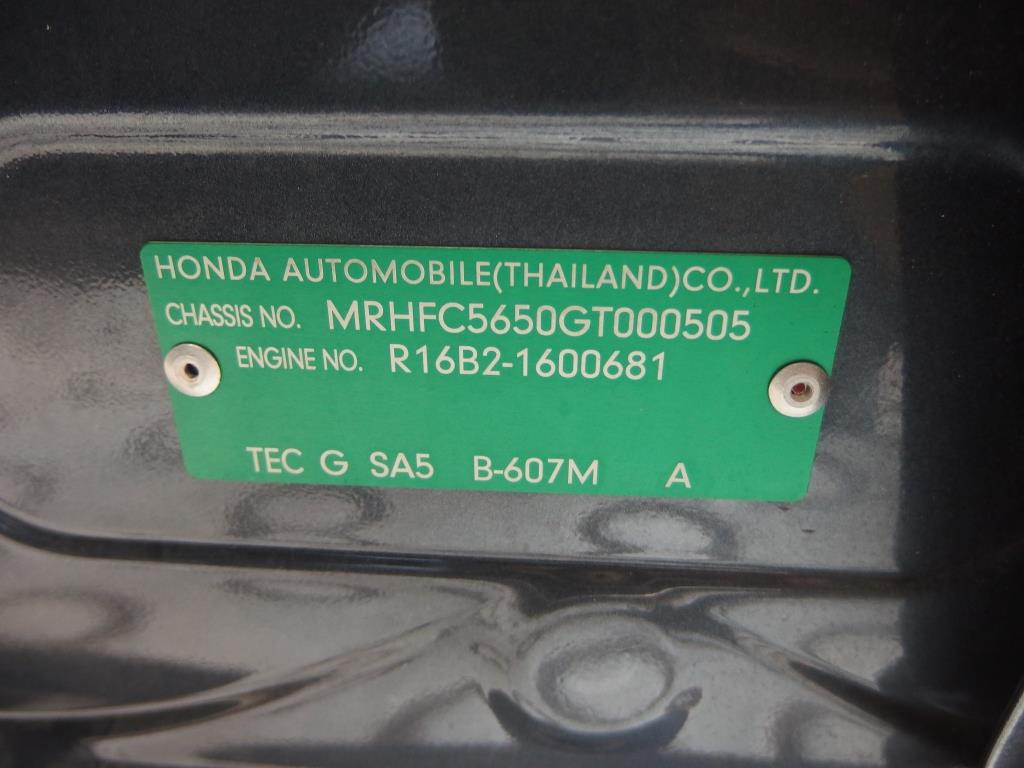 HONDA AUTOMOBILE(THAILAND)CO.,LTD.
CHASSIS NO. MRHFC5650GT000505
ENGINE NO. R16B2-1600681
TEC G SA5 B-607M A